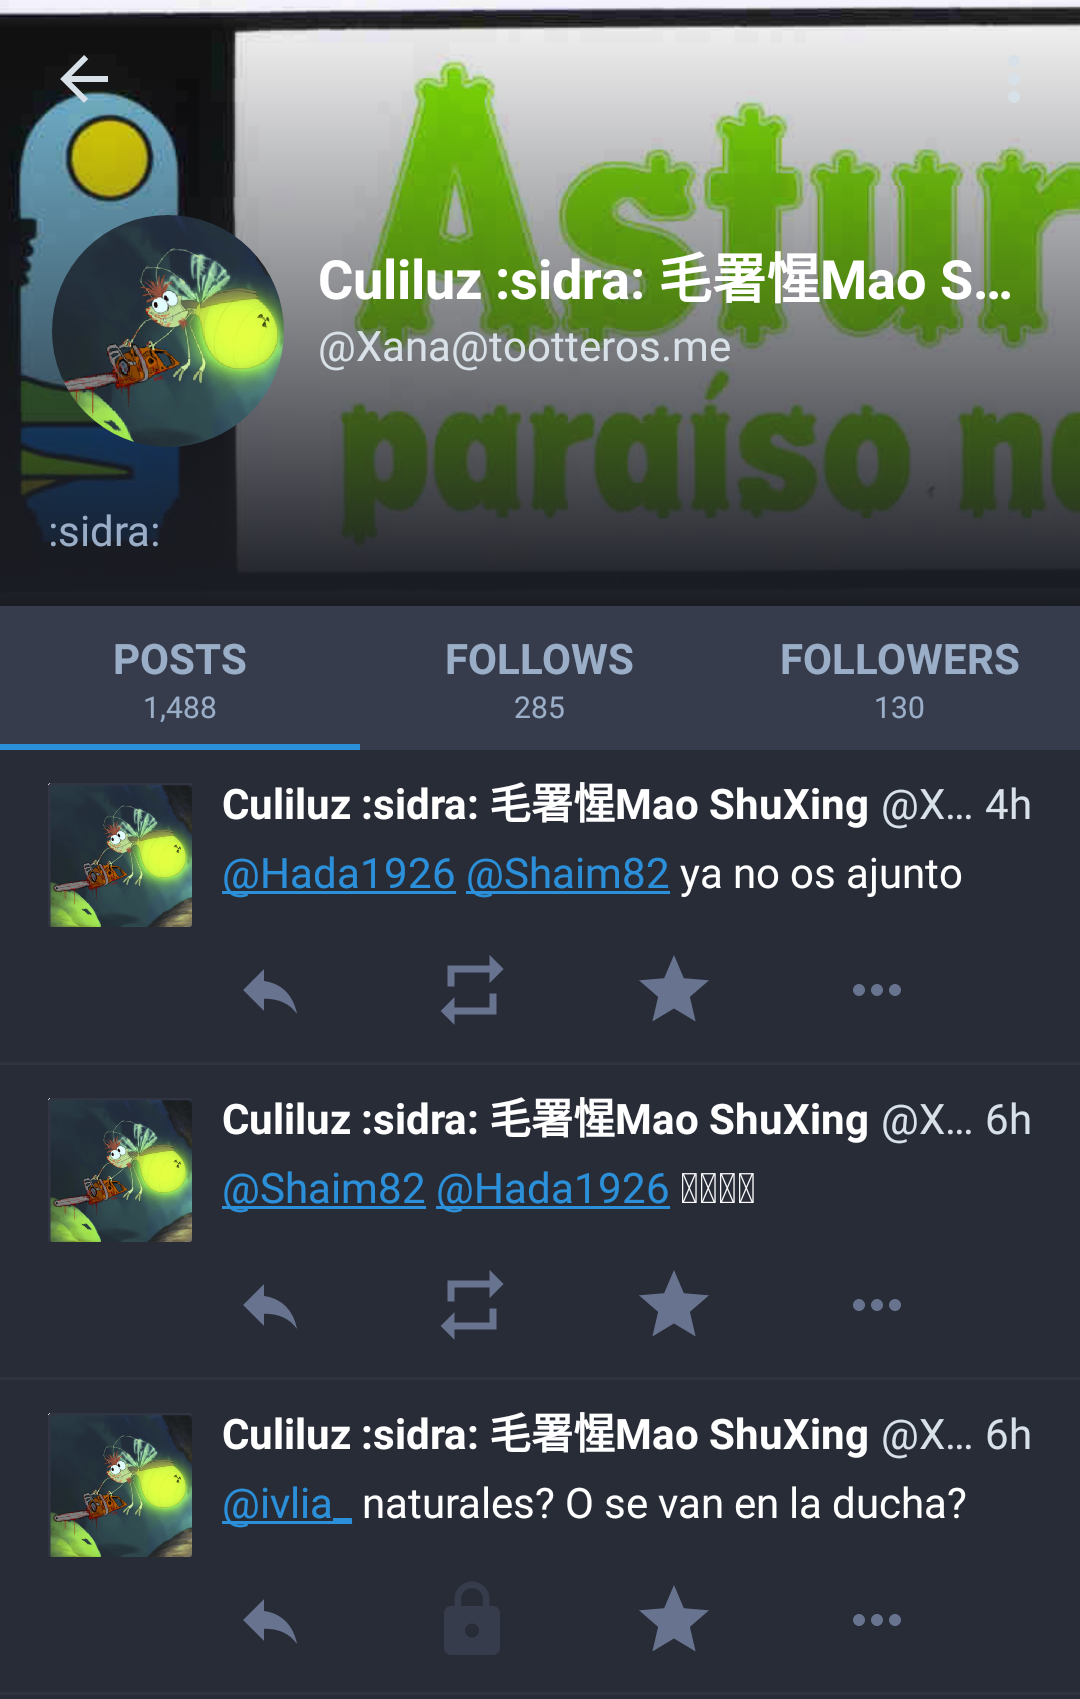 Astur
Culiluz :sidra: 毛署惺Mao S...
@Xana@tootteros.me
paraíso na
:sidra:
POSTS
FOLLOWS
FOLLOWERS
1,488
285
130
Culiluz :sidra: 毛署惺Mao ShuXing @X... 4h
@Hada1926 @Shaim82 ya no os ajunto
Culiluz :sidra: 毛署惺Mao ShuXing @X... 6h
@Shaim82 @Hada1926
Culiluz :sidra: 毛署惺Mao ShuXing @X... 6h
@ivlia_ naturales? O se van en la ducha?